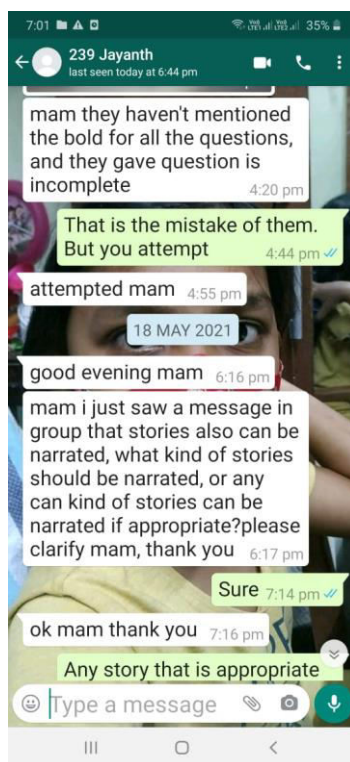 7:01 35%
239 Jayanth
last seen today at 6:44 pm
mam they haven't mentioned
the bold for all the questions,
and they gave question is
incomplete 4:20 pm
That is the mistake of them.
But you attempt 4:44 pm
attempted mam 4:55 pm
18 MAY 2021
good evening mam 6:16 pm
mam i just saw a message in
group that stories also can be
narrated, what kind of stories
should be narrated, or any
can kind of stories can be
narrated if appropriate?please
clarify mam, thank you 6:17 pm
Sure 7:14 pm
ok mam thank you 7:16 pm
Any story that is appropriate
Type a message